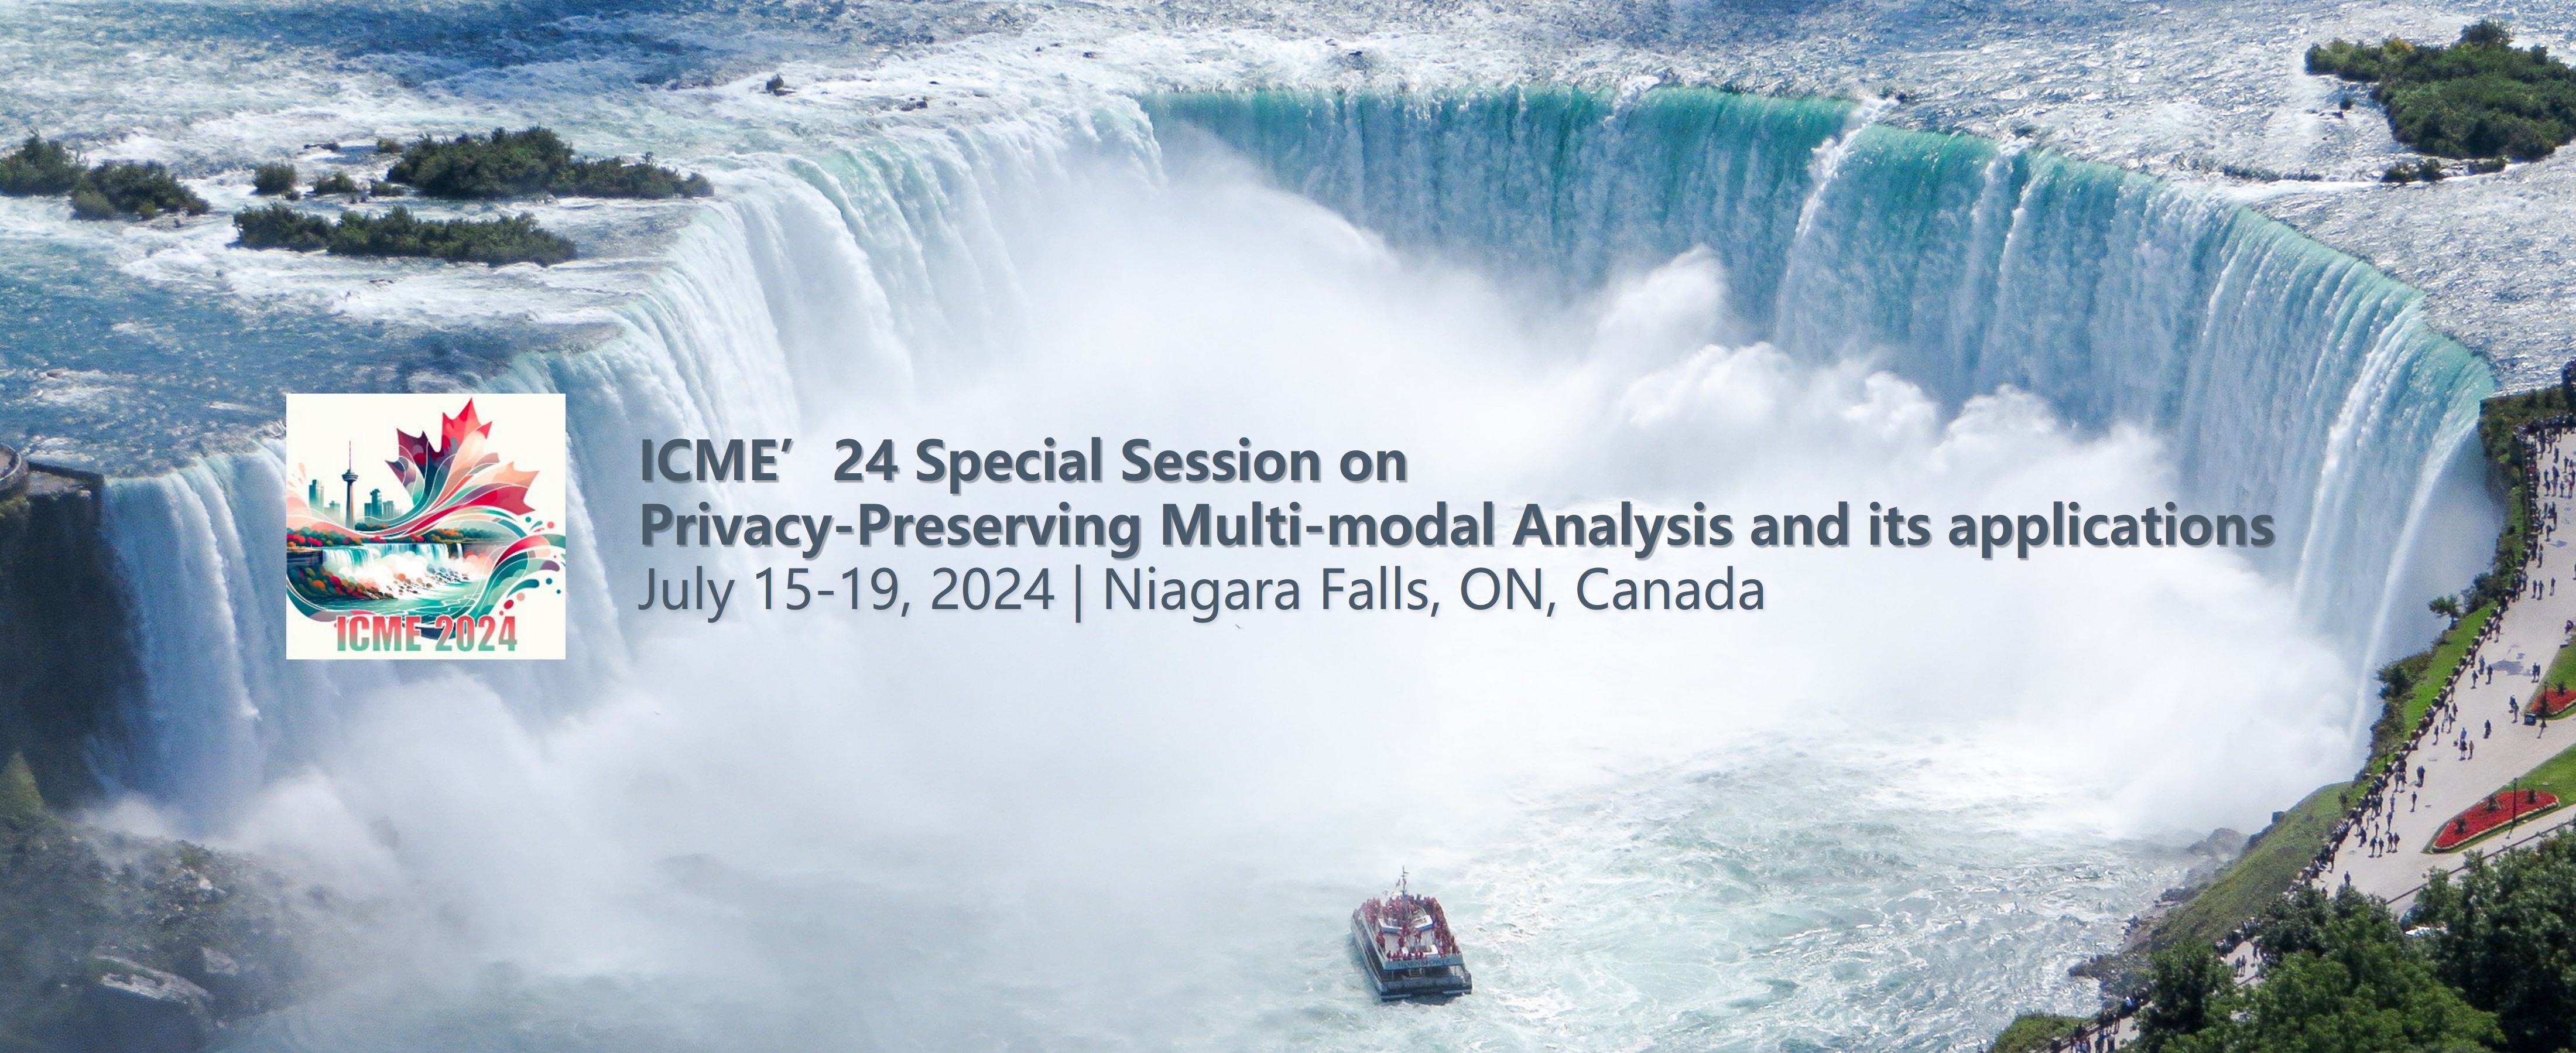 ICME’ 24 Special Session on
Privacy-Preserving Multi-modal Analysis and its applications
July 15-19, 2024 | Niagara Falls, ON, Canada
ICME 2024